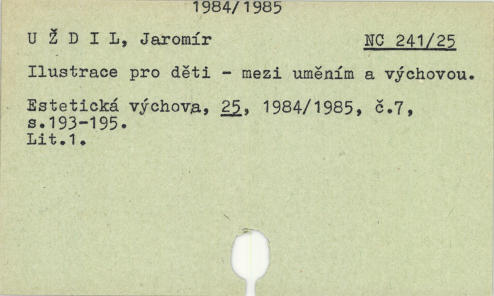 1984/1985
U Ž D I L, Jaromír NC 241/25
Ilustrace pro děti - mezi uměním a výchovou.
Estetická výchova, 25, 1984/1985, č.7,
s.193-195.
Lit.1.